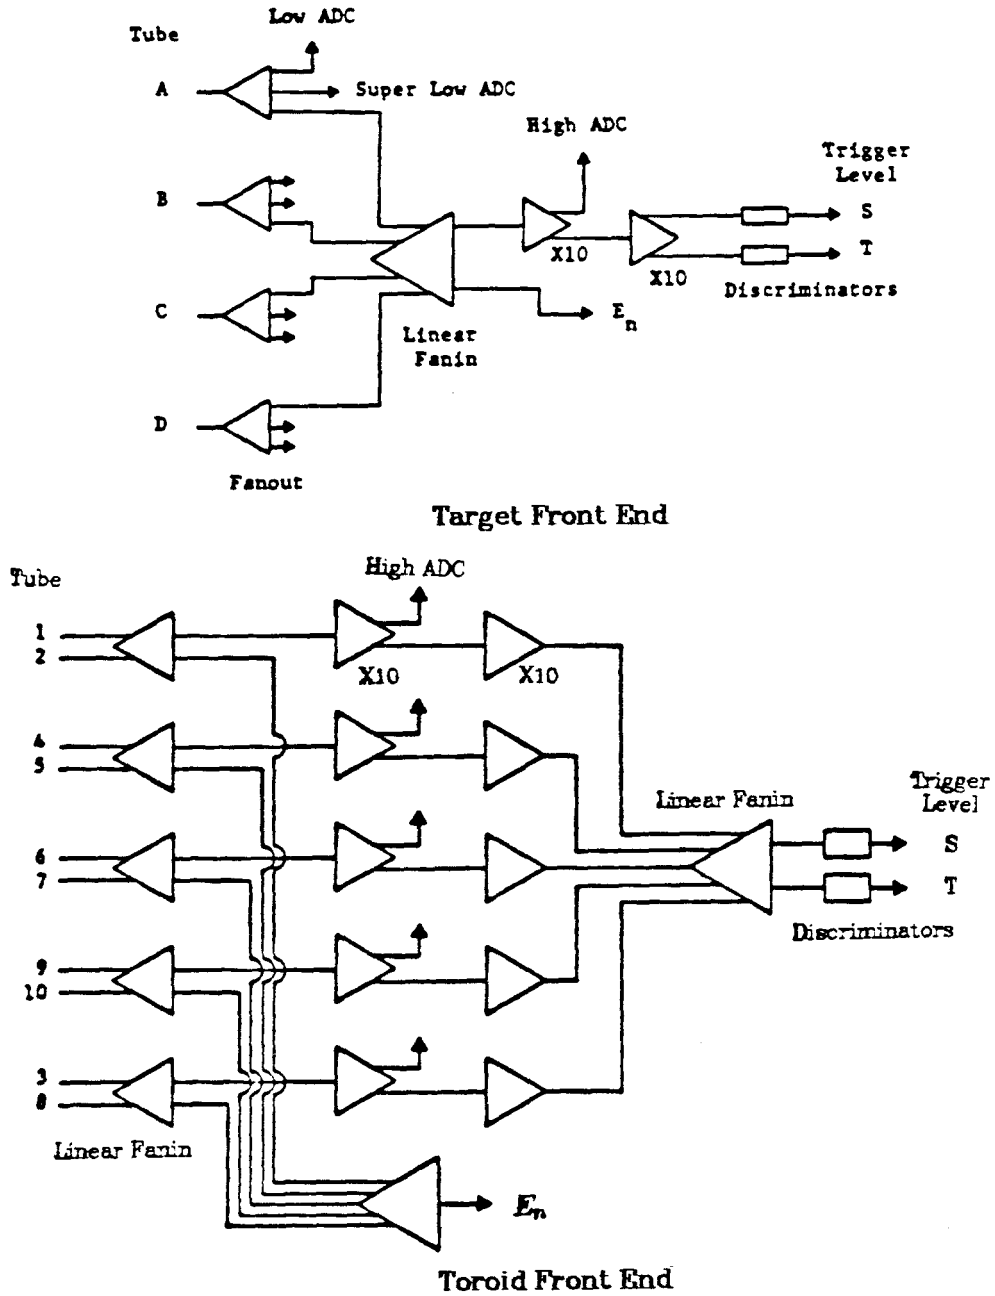 Low ADC
Tube
A
Super Low ADC
High ADC
Trigger
Level
B
S
T
X10
X10
Discriminators
C
E n
Linear
Fanin
D
Fanout
Target Front End
High ADC
Tube
1
2
X10
X10
4
5
Trigger
Level
Linear Fanin
6
7
S
T
Discriminators
9
10
3
8
Linear Fanin
En
Toroid Front End